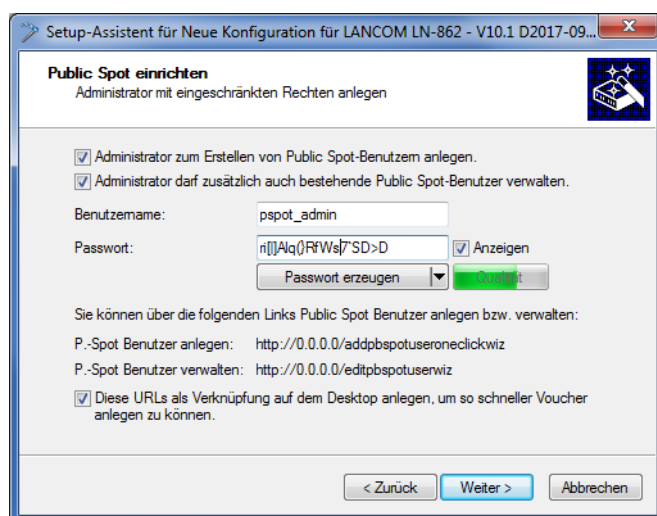 Setup-Assistent für Neue Konfiguration für LANCOM LN-862 - V10.1 D2017-09...
Public Spot einrichten
Administrator mit eingeschränkten Rechten anlegen
Administrator zum Erstellen von Public Spot-Benutzern anlegen.
Administrator darf zusätzlich auch bestehende Public Spot-Benutzer verwalten.
Benutzername: pspot_admin
Passwort: Anzeigen
Passwort erzeugen Qualität
Sie können über die folgenden Links Public Spot Benutzer anlegen bzw. verwalten:
P.-Spot Benutzer anlegen: http://0.0.0.0/addpbspotuseroneclickwiz
P.-Spot Benutzer verwalten: http://0.0.0.0/editpbspotuserwiz
Diese URLs als Verknüpfung auf dem Desktop anlegen, um so schneller Voucher
anlegen zu können.
< Zurück Weiter > Abbrechen